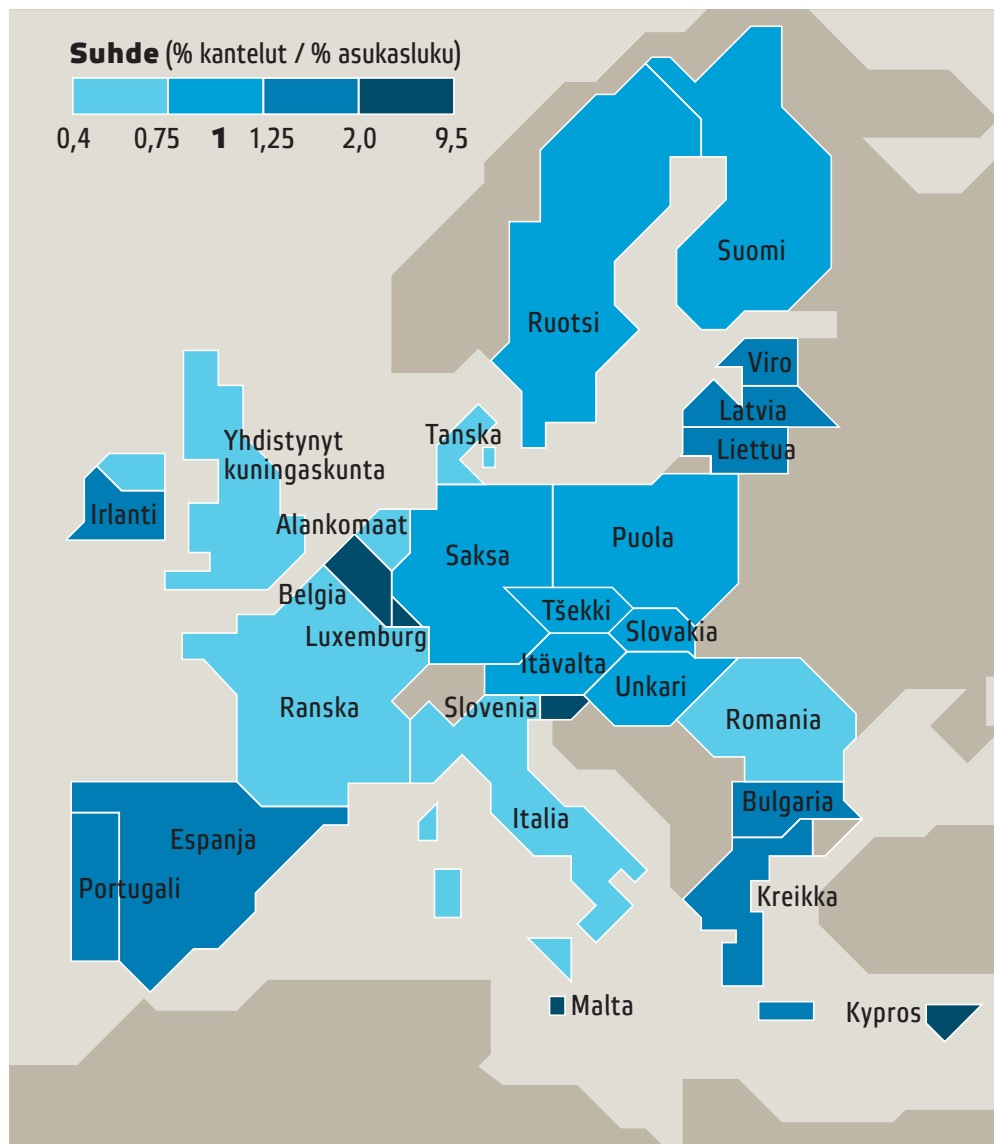 Suhde (% kantelut / % asukasluku)
0,4 0,75 1 1,25 2,0 9,5
Suomi
Ruotsi
Viro
Latvia
Liettua
Tanska
Yhdistynyt
kuningaskunta
Irlanti
Alankomaat
Saksa
Puola
Belgia
Tšekki
Luxemburg
Slovakia
Itävalta
Unkari
Ranska
Slovenia
Romania
Bulgaria
Italia
Espanja
Portugali
Kreikka
Malta
Kypros